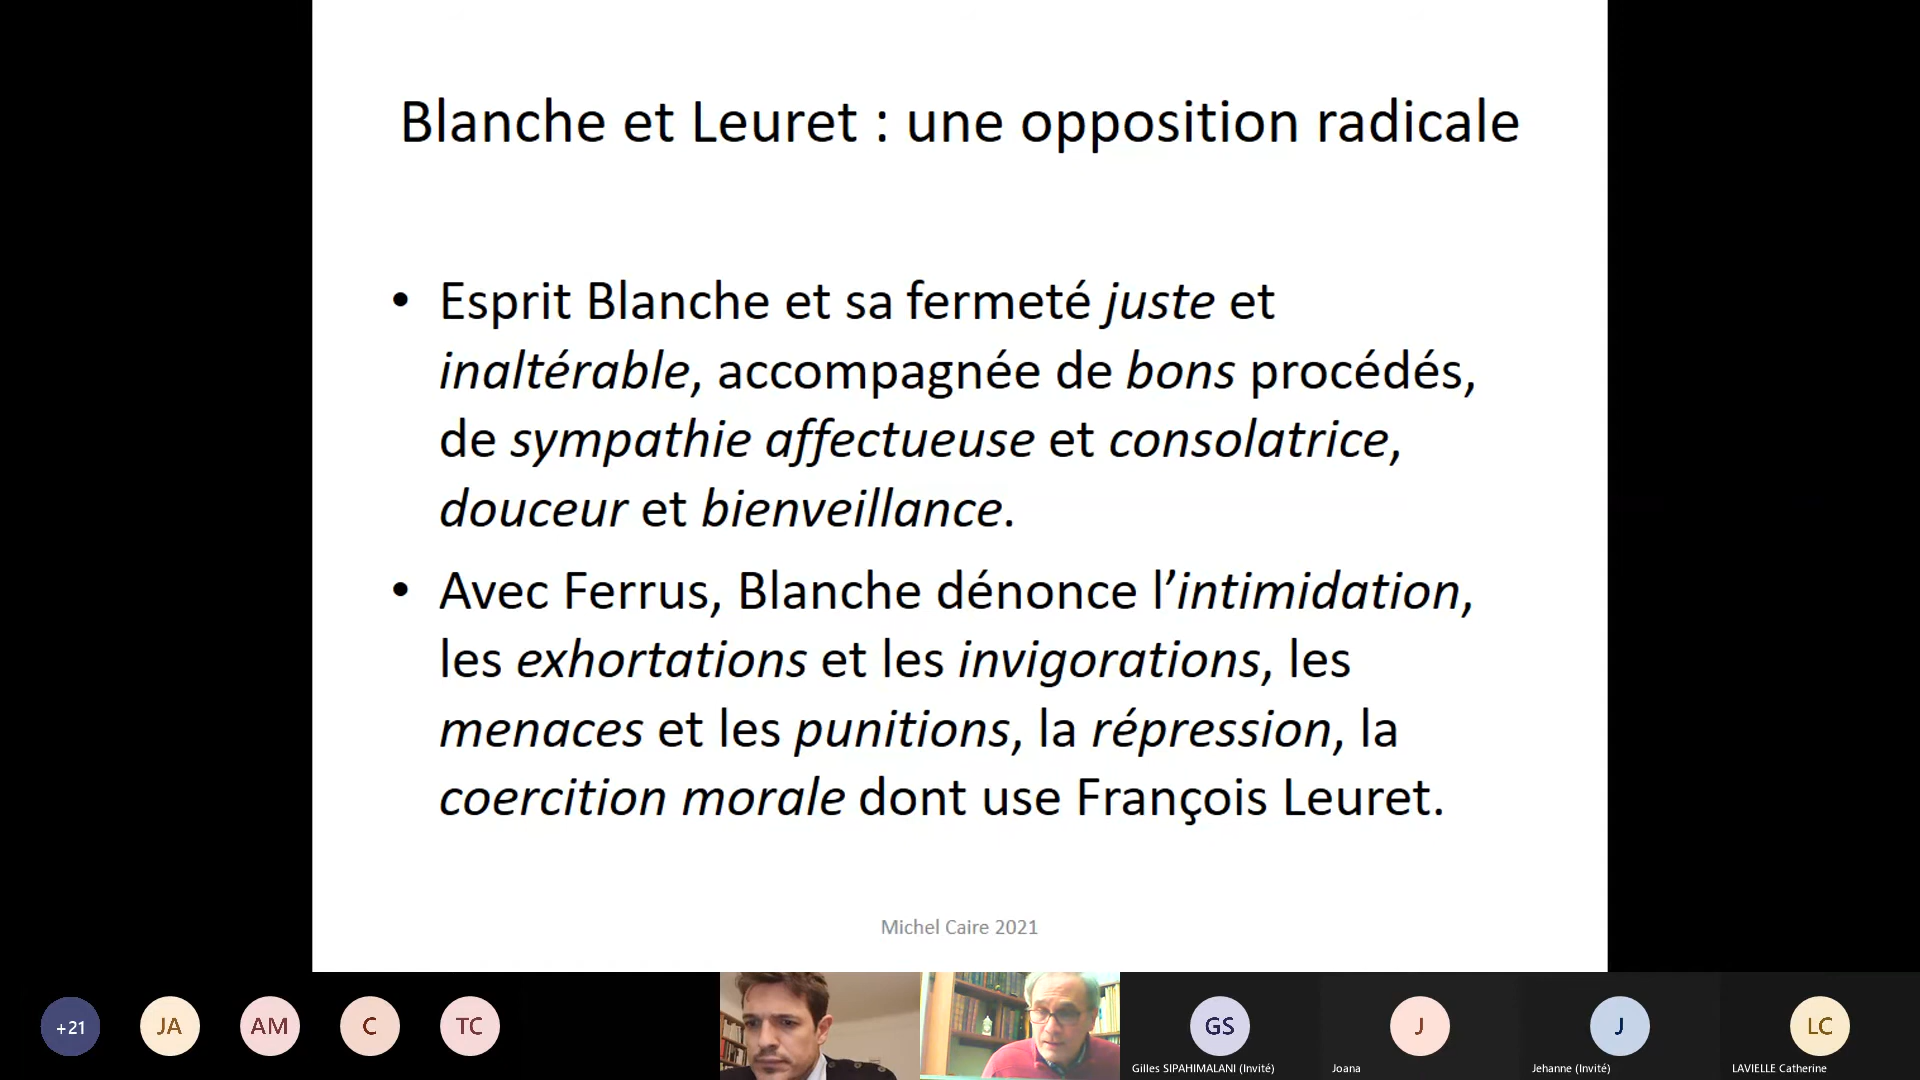 Blanche et Leuret : une opposition radicale
• Esprit Blanche et sa fermeté juste et
inaltérable, accompagnée de bons procédés,
de sympathie affectueuse et consolatrice,
douceur et bienveillance.
• Avec Ferrus, Blanche dénonce l’intimidation,
les exhortations et les invigorations, les
menaces et les punitions, la répression, la
coercition morale dont use François Leuret.
Michel Caire 2021
+21
JA
AM
C
TC
GS
J
J
LC
Gilles SIPAHIMALANI (Invité)
Joana
Jehanne (Invité)
LAVIELLE Catherine